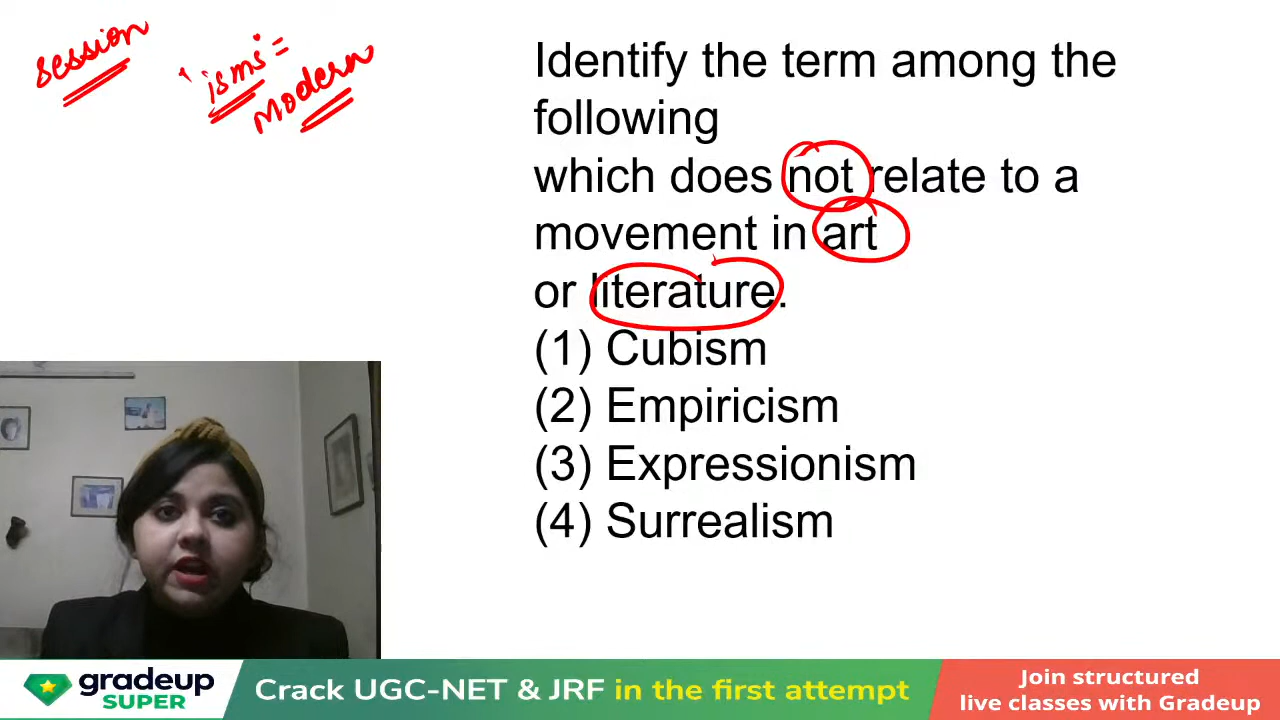 session
'isms' =
Modern
Identify the term among the
following
which does not relate to a
movement in art
or literature.
(1) Cubism
(2) Empiricism
(3) Expressionism
(4) Surrealism
gradeup
SUPER
Crack UGC-NET & JRF in the first attempt
Join structured
live classes with Gradeup